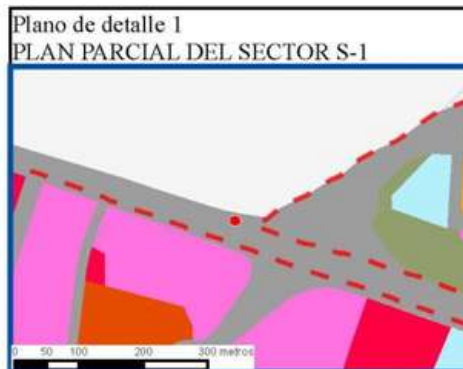 Plano de detalle 1
PLAN PARCIAL DEL SECTOR S-1
0 50 100 200 300 metros